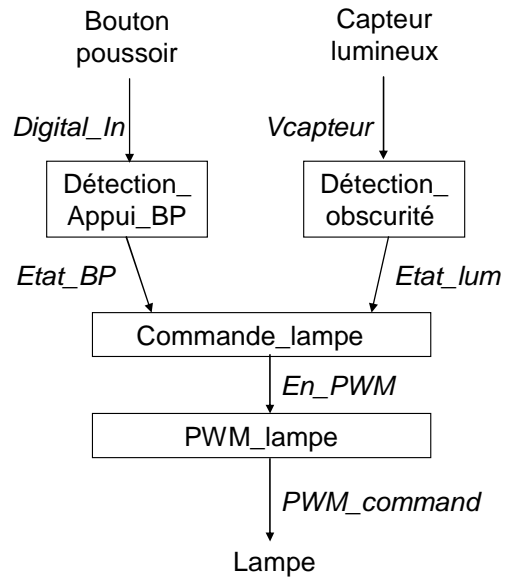 Bouton
poussoir
Capteur
lumineux
Digital_In
Vcapteur
Détection_
Appui_BP
Détection_
obscurité
Etat_BP
Etat_lum
Commande_lampe
En_PWM
PWM_lampe
PWM_command
Lampe